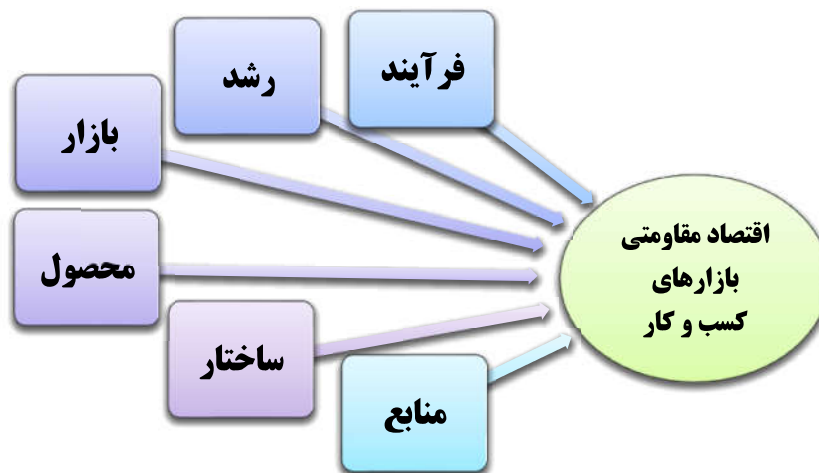 فرآیند
رشد
بازار
محصول
ساختار
منابع
اقتصاد مقاومتی
بازارهای
کسب و کار